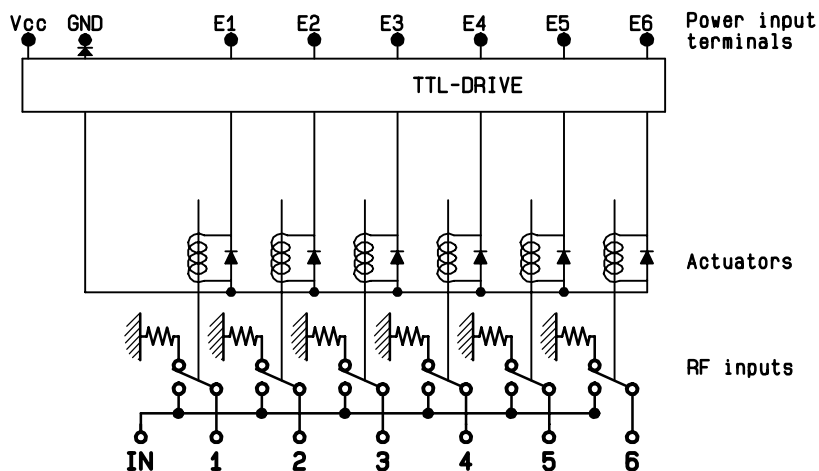 Vcc GND E1 E2 E3 E4 E5 E6 Power input
terminals
TTL-DRIVE
Actuators
RF inputs
IN 1 2 3 4 5 6